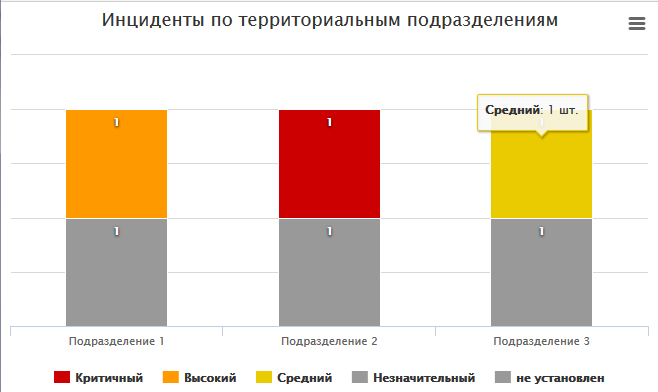 Инциденты по территориальным подразделениям
Средний: 1 шт.
1
1
1
1
1
1
Подразделение 1
Подразделение 2
Подразделение 3
Критичный
Высокий
Средний
Незначительный
не установлен